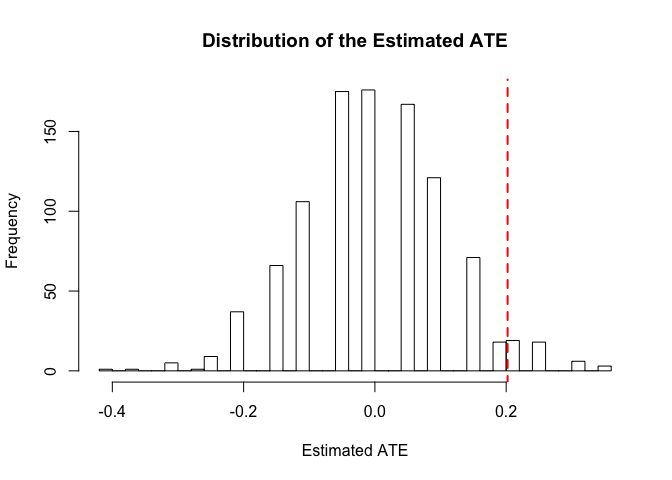 Distribution of the Estimated ATE
Frequency
150
100
50
0
-0.4 -0.2 0.0 0.2
Estimated ATE